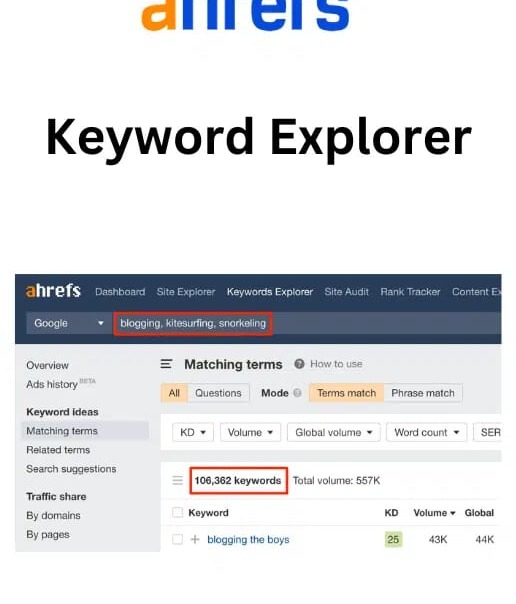 ahrefs
Keyword Explorer
ahrefs Dashboard Site Explorer Keywords Explorer Site Audit Rank Tracker Content Ex
Google blogging, kitesurfing, snorkeling
Overview
Ads history BETA
Keyword ideas
Matching terms
Related terms
Search suggestions
Traffic share
By domains
By pages
Matching terms ? How to use
All Questions Mode Terms match Phrase match
KD Volume Global volume Word count SER
106,362 keywords Total volume: 557K
Keyword KD Volume Global
+ blogging the boys 25 43K 44K